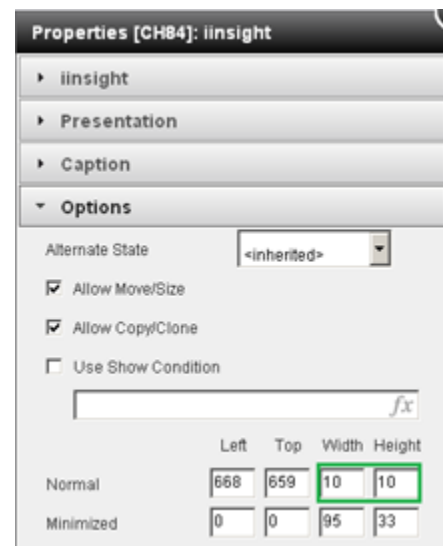 Properties [CH84]: iinsight
iinsight
Presentation
Caption
Options
Alternate State <inherited>
Allow Move/Size
Allow Copy/Clone
Use Show Condition
fx
Left Top Width Height
Normal 668 659 10 10
Minimized 0 0 95 33